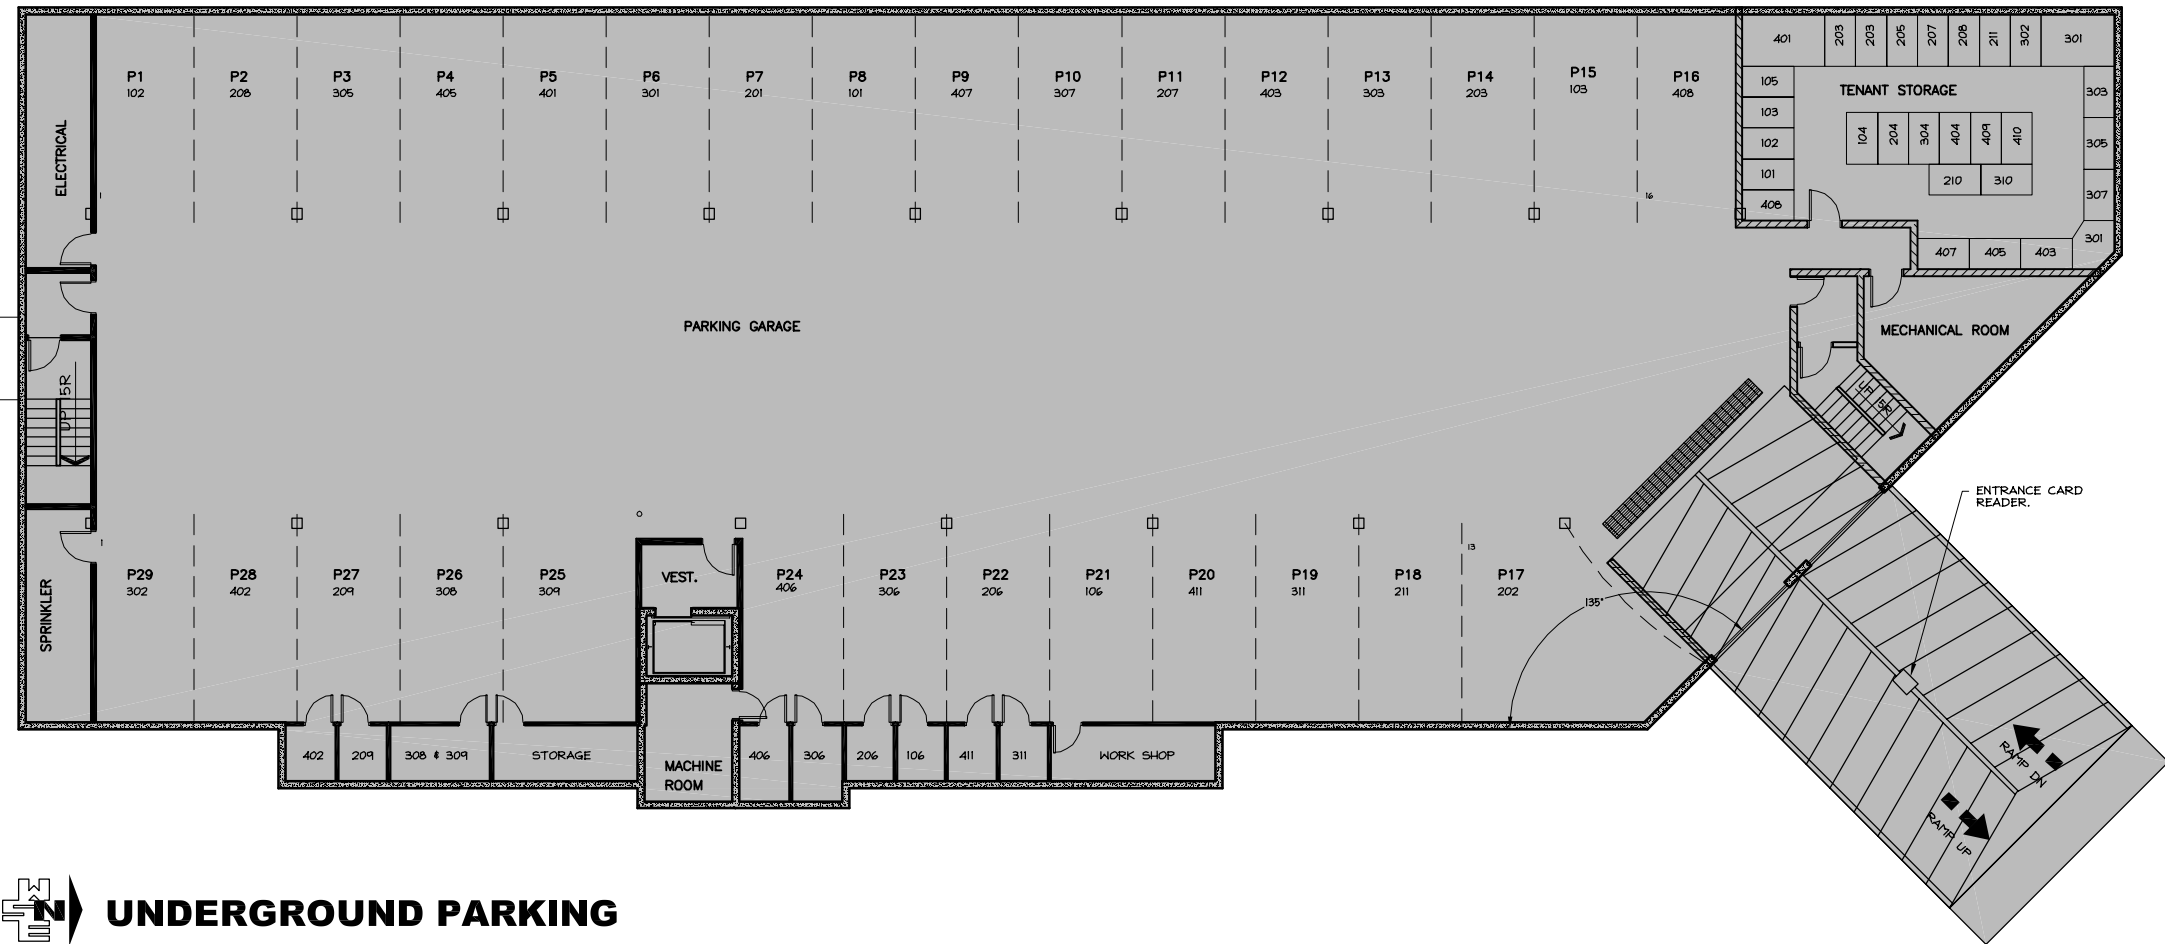 401
203
203
205
207
208
211
302
301
P1
P2
P3
P4
P5
P6
P7
P8
P9
P10
P11
P12
P13
P14
P15
P16
102
208
305
405
401
301
201
101
407
307
207
403
303
203
103
408
105
103
102
101
408
TENANT STORAGE
303
305
307
301
104
204
304
404
409
410
210
310
407
405
403
ELECTRICAL
1
16
PARKING GARAGE
MECHANICAL ROOM
UP 5R
UP 5R
ENTRANCE CARD
READER.
1
13
P29
P28
P27
P26
P25
VEST.
P24
P23
P22
P21
P20
P19
P18
P17
302
402
209
308
309
406
306
206
106
411
311
211
202
135°
SPRINKLER
402
209
308 & 309
STORAGE
MACHINE
ROOM
406
306
206
106
411
311
WORK SHOP
RAMP DN
RAMP UP
W
S
N
E
UNDERGROUND PARKING